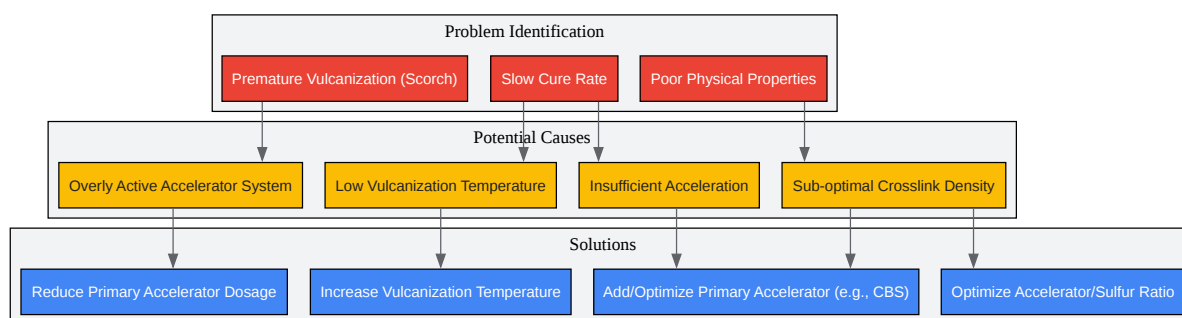 Problem Identification
Premature Vulcanization (Scorch)
Slow Cure Rate
Poor Physical Properties
Potential Causes
Overly Active Accelerator System
Low Vulcanization Temperature
Insufficient Acceleration
Sub-optimal Crosslink Density
Solutions
Reduce Primary Accelerator Dosage
Increase Vulcanization Temperature
Add/Optimize Primary Accelerator (e.g., CBS)
Optimize Accelerator/Sulfur Ratio